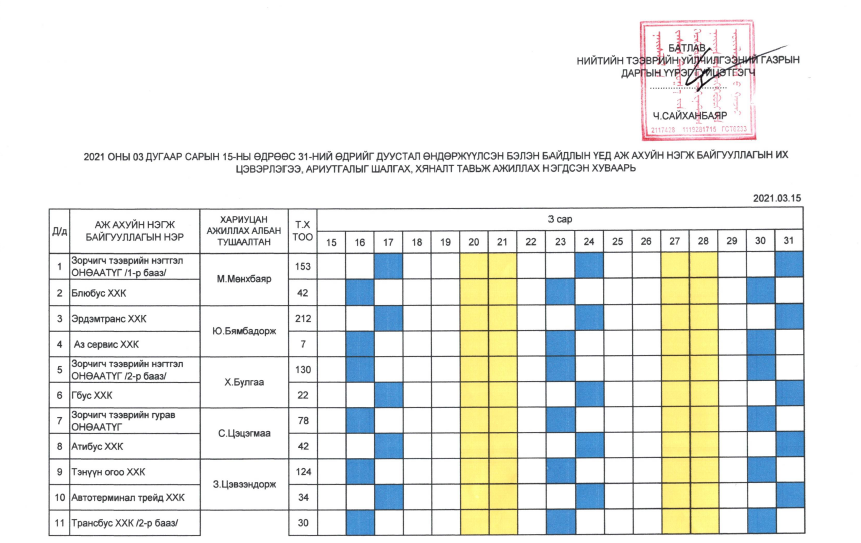 БАТЛАВ
НИЙТИЙН ТЭЭВРИЙН ҮЙЛЧИЛГЭЭНИЙ ГАЗРЫН
ДАРГЫН ҮҮРЭГ ГҮЙЦЭТГЭГЧ
Ч.САЙХАНБАЯР
2021 ОНЫ 03 ДУГААР САРЫН 15-НЫ ӨДРӨӨС 31-НИЙ ӨДРИЙГ ДУУСТАЛ ӨНДӨРЖҮҮЛСЭН БЭЛЭН БАЙДЛЫН ҮЕД АЖ АХУЙН НЭГЖ БАЙГУУЛЛАГЫН ИХ
ЦЭВЭРЛЭГЭЭ, АРИУТГАЛЫГ ШАЛГАХ, ХЯНАЛТ ТАВЬЖ АЖИЛЛАХ НЭГДСЭН ХУВААРЬ
2021.03.15
Д/д АЖ АХУЙН НЭГЖ БАЙГУУЛЛАГЫН НЭР ХАРИУЦАН АЖИЛЛАХ АЛБАН ТУШААЛТАН Т.Х ТОО 3 сар
15 16 17 18 19 20 21 22 23 24 25 26 27 28 29 30 31
1 Зорчигч тээврийн нэгтгэл ОНӨААТҮГ /1-р бааз/ М.Мөнхбаяр 153
2 Блюбус ХХК 42
3 Эрдэмтранс ХХК Ю.Бямбадорж 212
4 Аз сервис ХХК 7
5 Зорчигч тээврийн нэгтгэл ОНӨААТҮГ /2-р бааз/ Х.Булгаа 130
6 Гбус ХХК 22
7 Зорчигч тээврийн гурав ОНӨААТҮГ С.Цэцэгмаа 78
8 Атибус ХХК 42
9 Тэнүүн огоо ХХК З.Цэвээндорж 124
10 Автотерминал трейд ХХК 34
11 Трансбус ХХК /2-р бааз/ 30